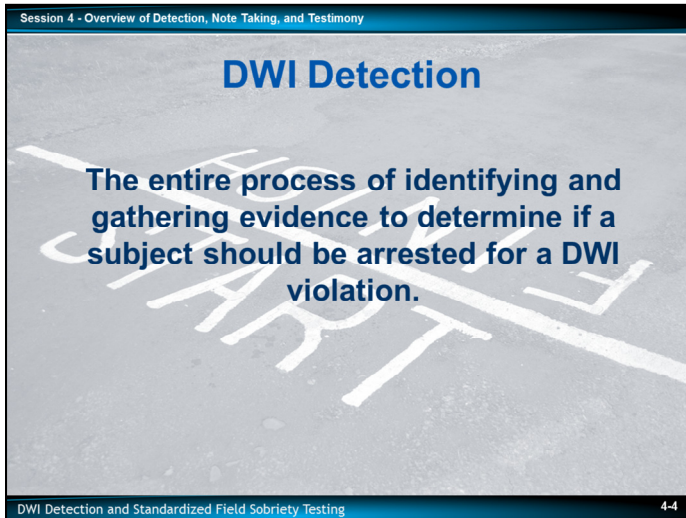 Session 4 - Overview of Detection, Note Taking, and Testimony
DWI Detection
The entire process of identifying and
gathering evidence to determine if a
subject should be arrested for a DWI
violation.
FINISH
START
DWI Detection and Standardized Field Sobriety Testing
4-4